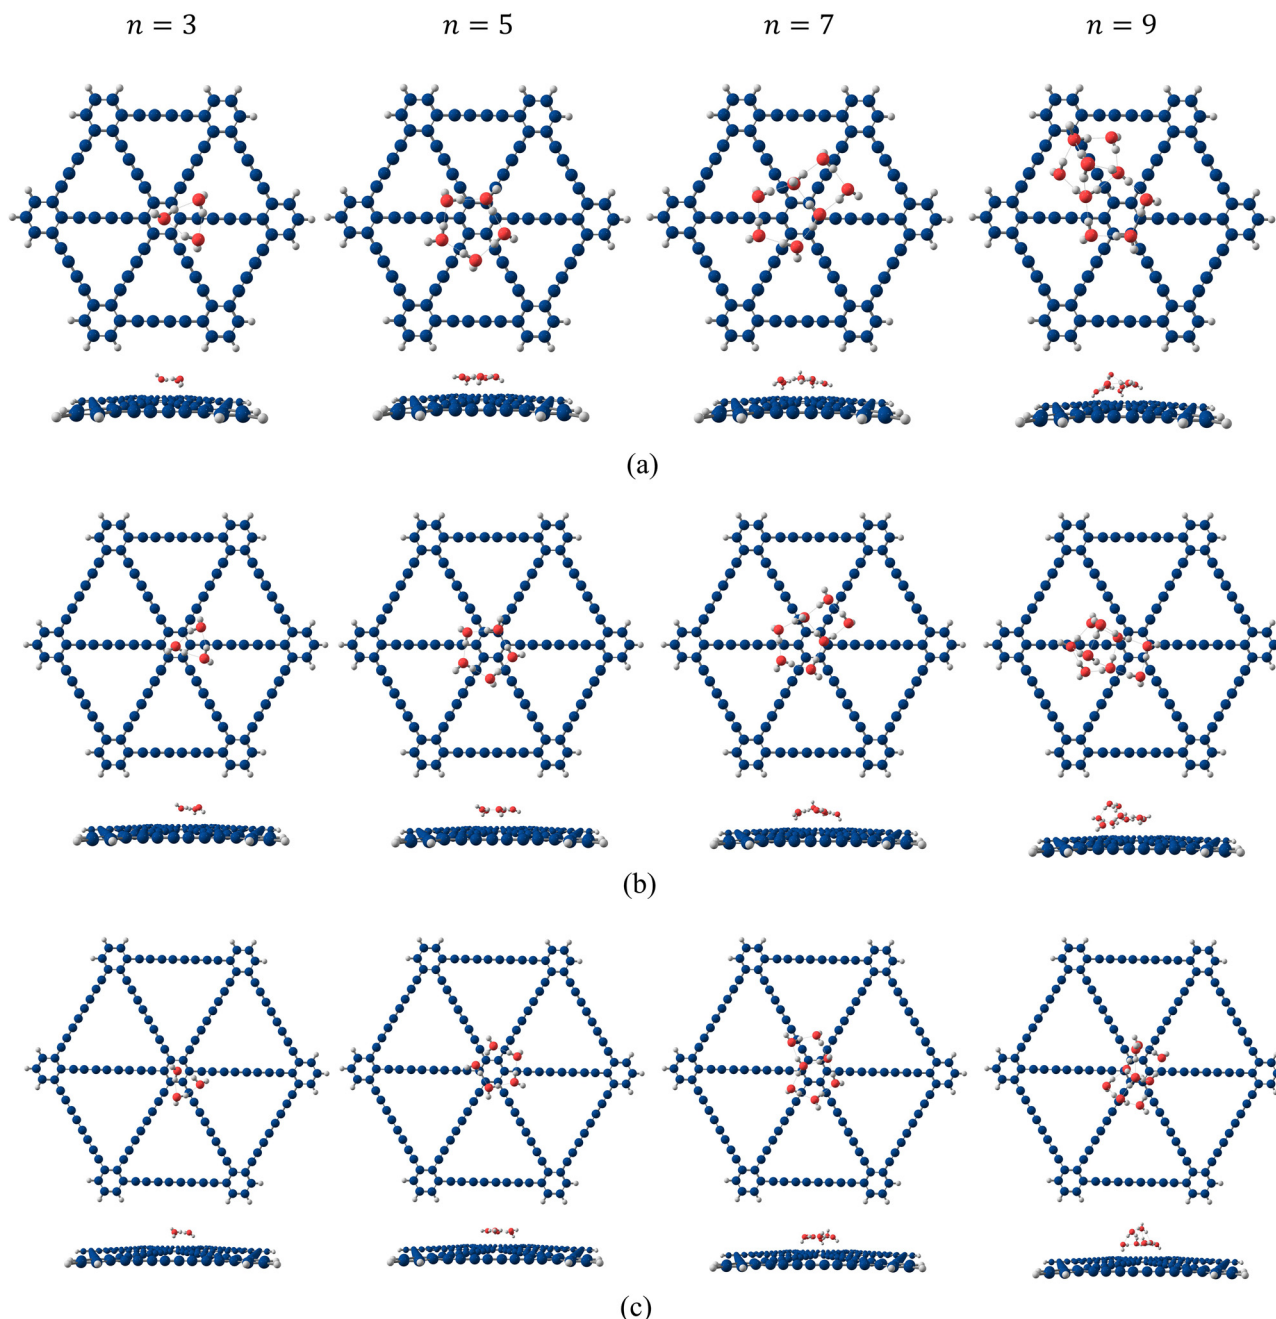 n = 3 n = 5 n = 7 n = 9
(a)
(b)
(c)